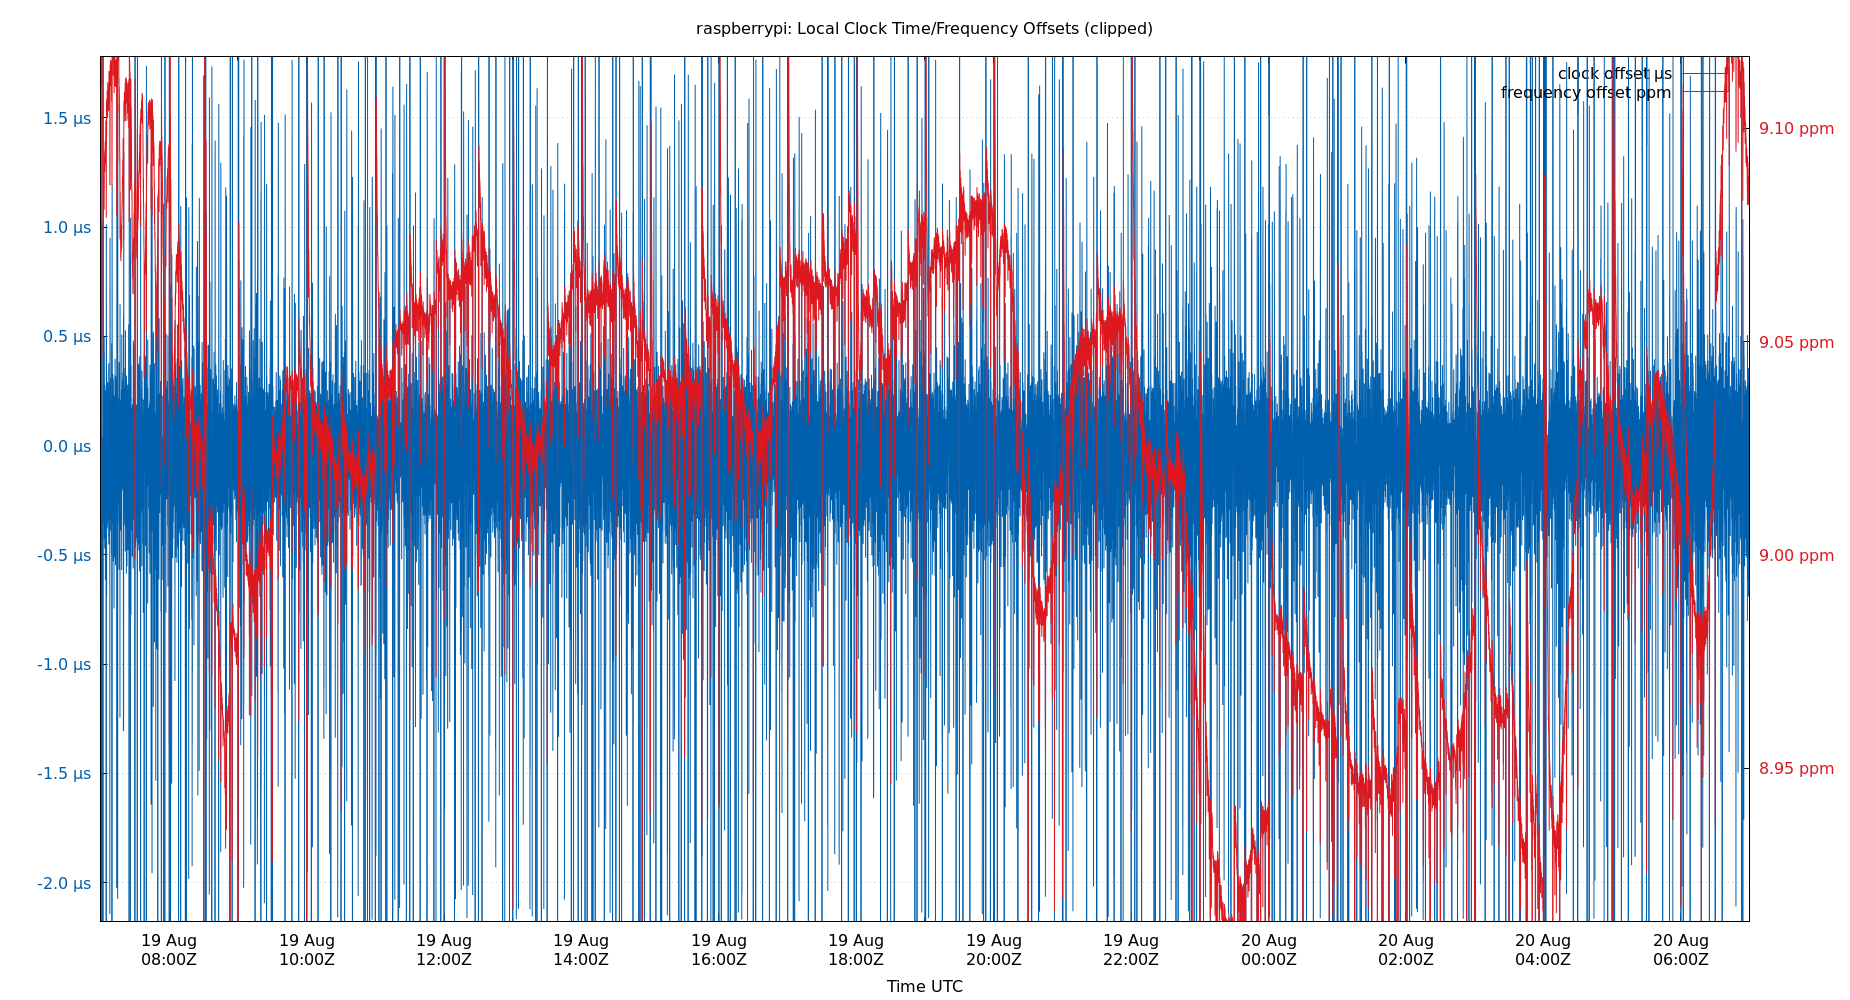 raspberrypi: Local Clock Time/Frequency Offsets (clipped)
clock offset µs
frequency offset ppm
1.5 µs
1.0 µs
0.5 µs
0.0 µs
-0.5 µs
-1.0 µs
-1.5 µs
-2.0 µs
9.10 ppm
9.05 ppm
9.00 ppm
8.95 ppm
19 Aug 19 Aug 19 Aug 19 Aug 19 Aug 19 Aug 19 Aug 19 Aug 20 Aug 20 Aug 20 Aug 20 Aug
08:00Z 10:00Z 12:00Z 14:00Z 16:00Z 18:00Z 20:00Z 22:00Z 00:00Z 02:00Z 04:00Z 06:00Z
Time UTC